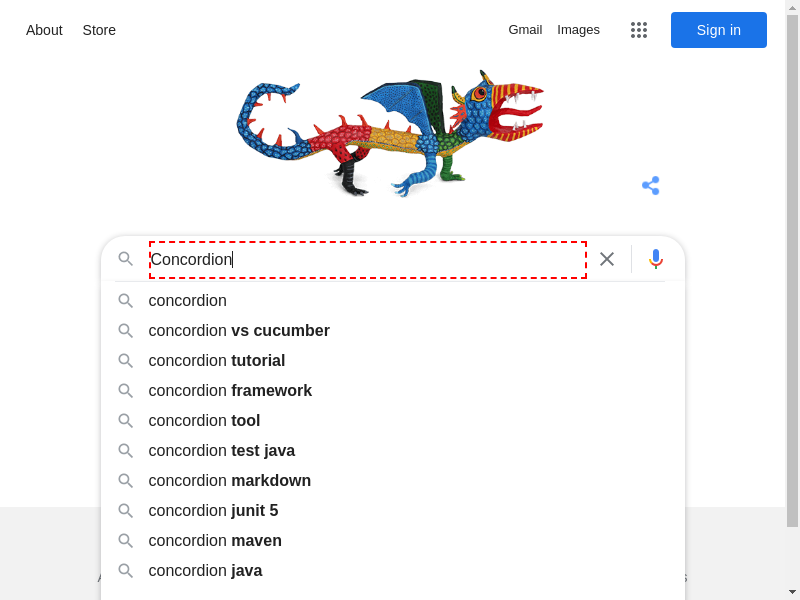 About Store Gmail Images Sign in
Concordion
concordion
concordion vs cucumber
concordion tutorial
concordion framework
concordion tool
concordion test java
concordion markdown
concordion junit 5
concordion maven
concordion java